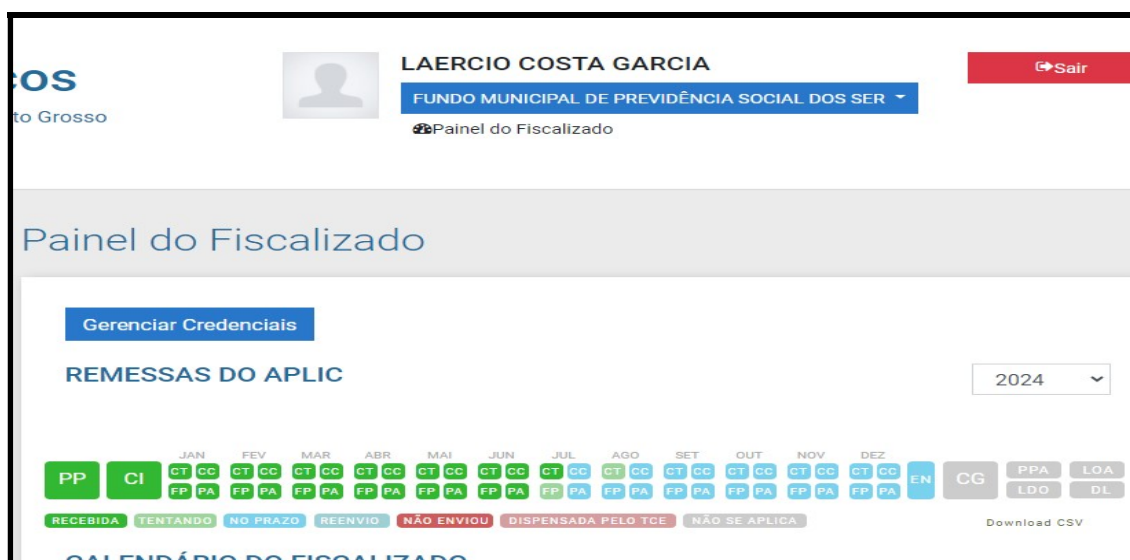 LAERCIO COSTA GARCIA
Sair
cos
FUNDO MUNICIPAL DE PREVIDÊNCIA SOCIAL DOS SER
to Grosso
Painel do Fiscalizado
Painel do Fiscalizado
Gerenciar Credenciais
REMESSAS DO APLIC
2024
JAN FEV MAR ABR MAI JUN JUL AGO SET OUT NOV DEZ
CT CC CT CC CT CC CT CC CT CC CT CC CT CC CT CC CT CC CT CC CT CC CT CC PPA LOA
PP CI EN CG
FP PA FP PA FP PA FP PA FP PA FP PA FP PA FP PA FP PA FP PA FP PA FP PA LDO DL
RECEBIDA TENTANDO NO PRAZO REENVIO NÃO ENVIOU DISPENSADA PELO TCE NÃO SE APLICA Download CSV
CALENDÁRIO DO FISCALIZADO